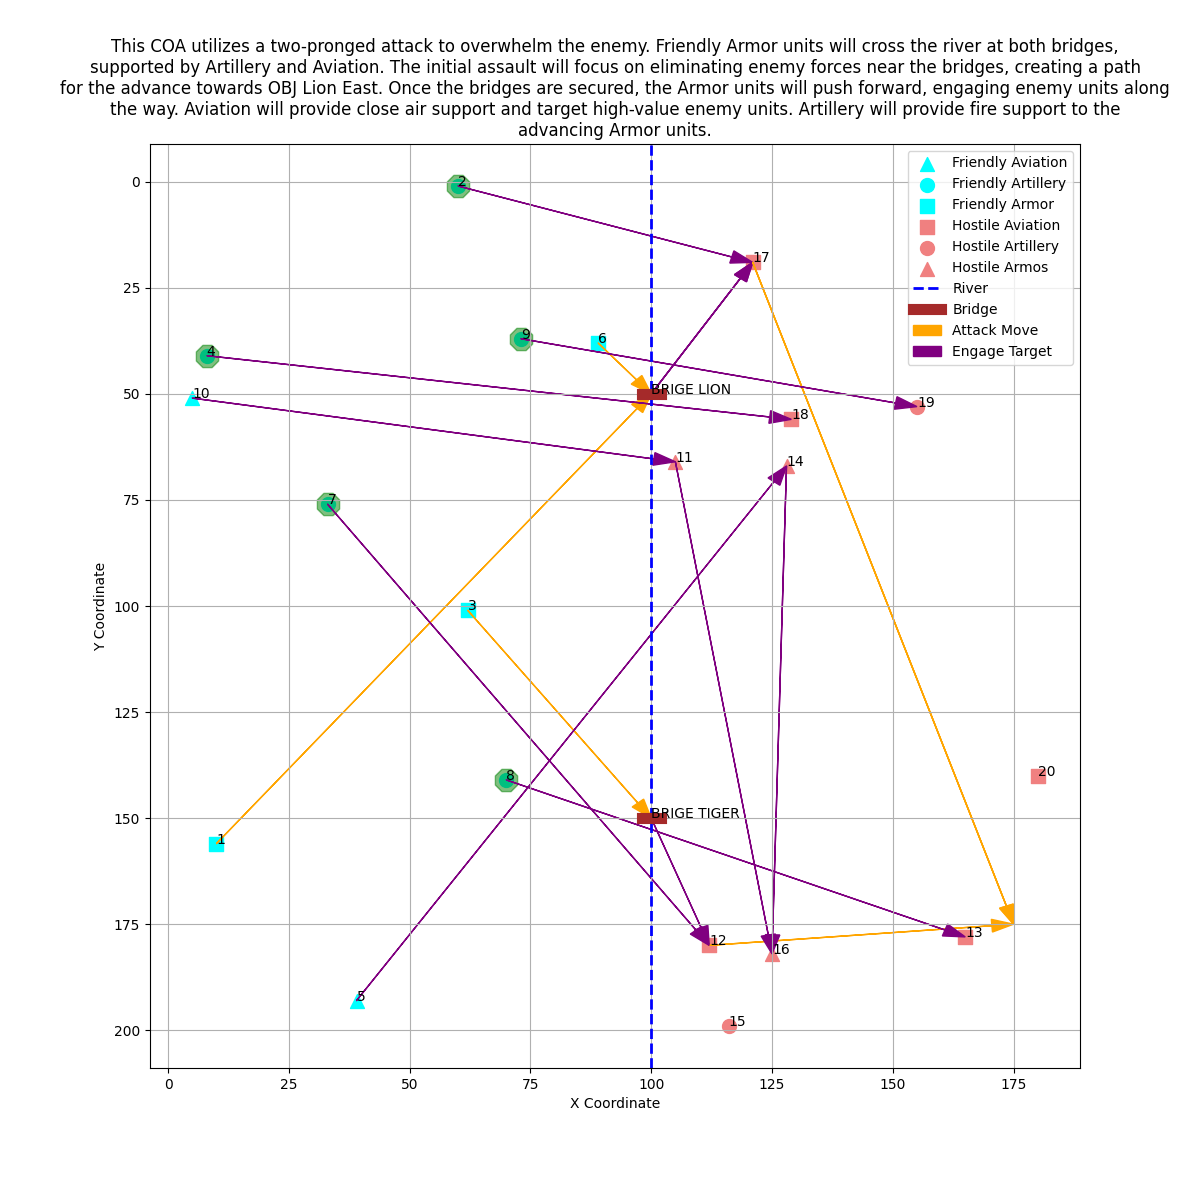 This COA utilizes a two-pronged attack to overwhelm the enemy. Friendly Armor units will cross the river at both bridges,
supported by Artillery and Aviation. The initial assault will focus on eliminating enemy forces near the bridges, creating a path
for the advance towards OBJ Lion East. Once the bridges are secured, the Armor units will push forward, engaging enemy units along
the way. Aviation will provide close air support and target high-value enemy units. Artillery will provide fire support to the
advancing Armor units.
Friendly Aviation
Friendly Artillery
Friendly Armor
Hostile Aviation
Hostile Artillery
Hostile Armos
River
Bridge
Attack Move
Engage Target
2
17
9
6
4
10
BRIGE LION
19
18
11
14
7
3
20
8
BRIGE TIGER
1
12
13
16
5
15
0
25
50
75
100
125
150
175
200
Y Coordinate
0
25
50
75
100
125
150
175
X Coordinate